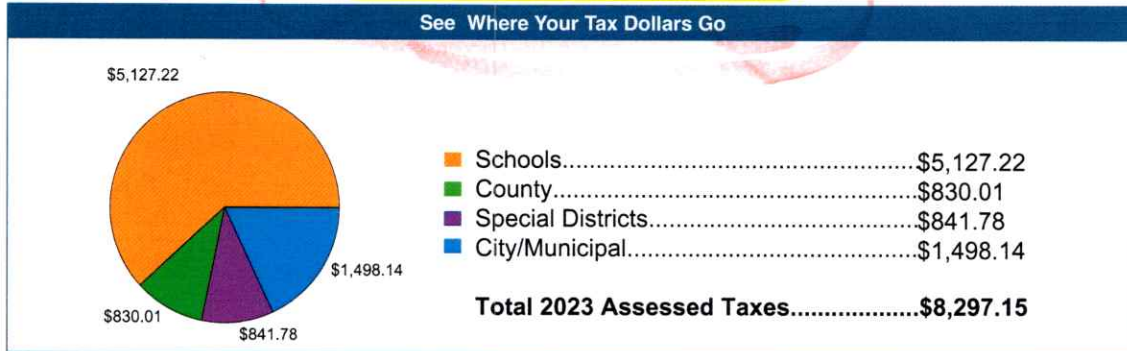 See Where Your Tax Dollars Go
$5,127.22
$1,498.14
$830.01
$841.78
Schools..................................................$5,127.22
County...................................................$830.01
Special Districts......................................$841.78
City/Municipal.........................................$1,498.14
Total 2023 Assessed Taxes...................$8,297.15